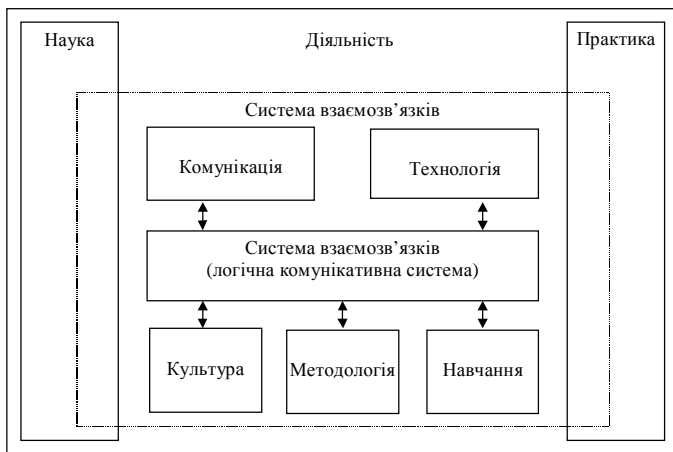 Наука
Діяльність
Практика
Система взаємозв’язків
Комунікація
Технологія
Система взаємозв’язків
(логічна комунікативна система)
Культура
Методологія
Навчання